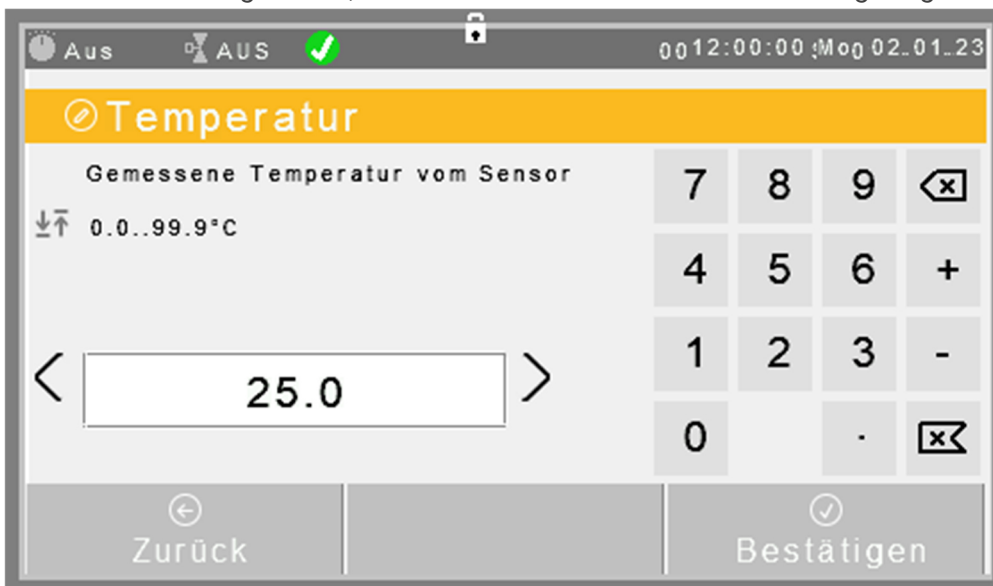 Aus AUS 0012:00:00 Mo 02.01.23
Temperatur
Gemessene Temperatur vom Sensor
0.0..99.9°C
7 8 9
4 5 6 +
1 2 3 -
25.0
0 .
Zurück Bestätigen